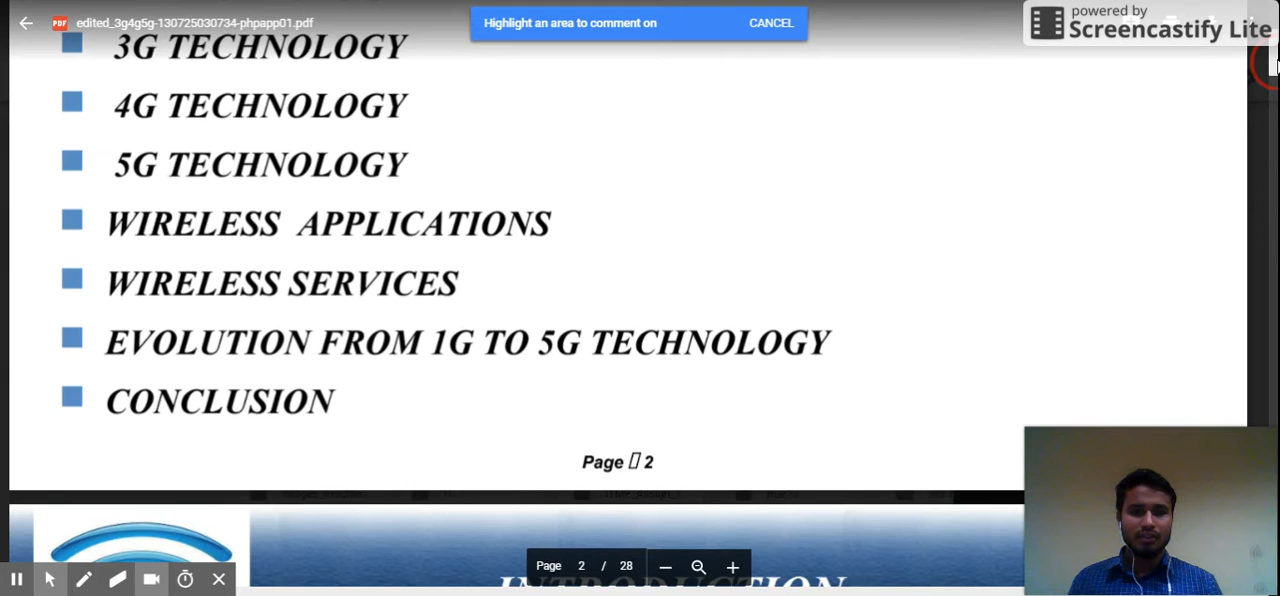 edited_3g4g5g-130725030734-phpapp01.pdf
Highlight an area to comment on CANCEL
powered by
Screencastify Lite
3G TECHNOLOGY
4G TECHNOLOGY
5G TECHNOLOGY
WIRELESS APPLICATIONS
WIRELESS SERVICES
EVOLUTION FROM 1G TO 5G TECHNOLOGY
CONCLUSION
Page 2
Page 2 / 28
INTRODUCTION